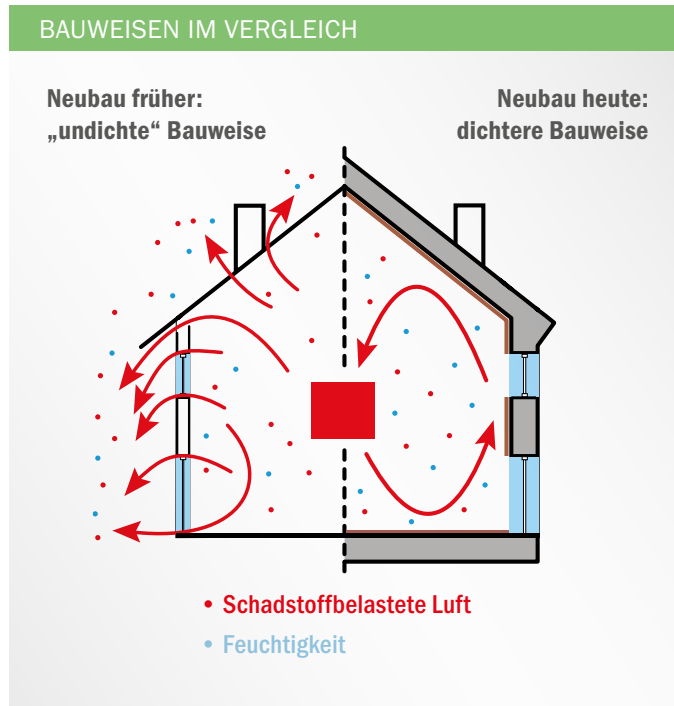 BAUWEISEN IM VERGLEICH
Neubau früher:
„undichte“ Bauweise
Neubau heute:
dichtere Bauweise
• Schadstoffbelastete Luft
• Feuchtigkeit